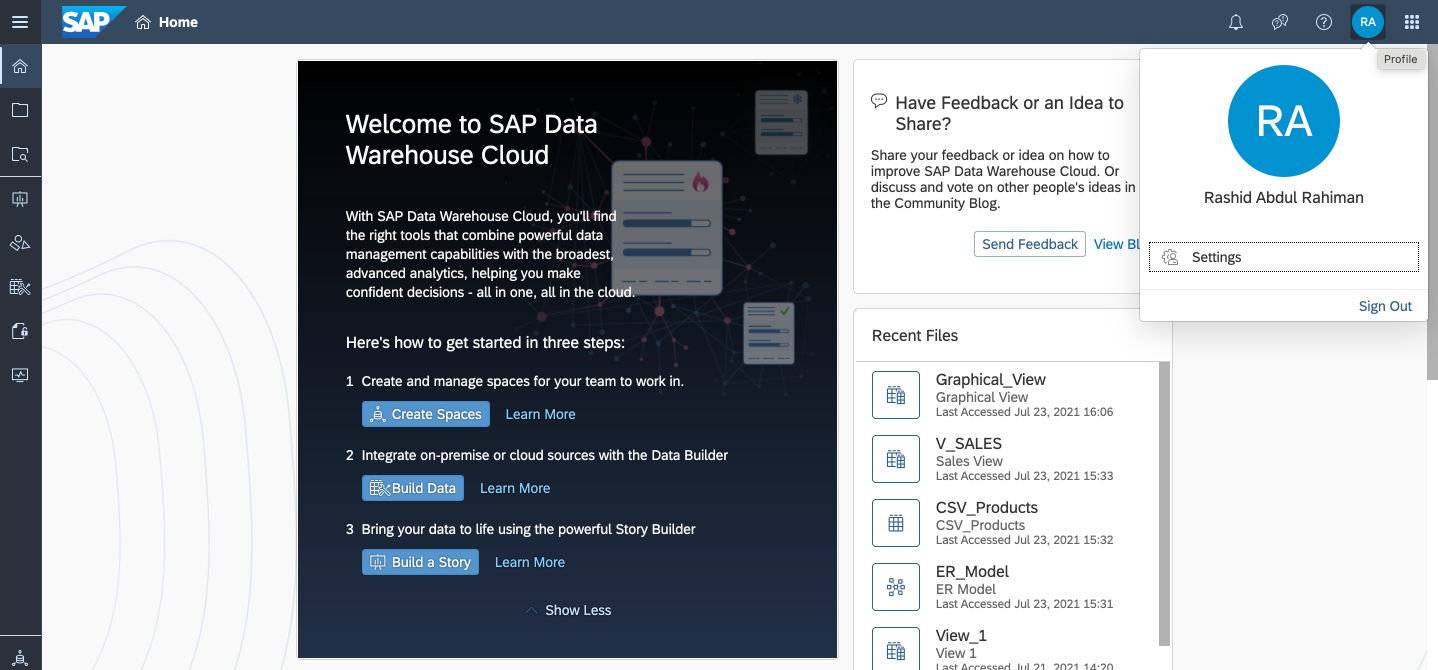 SAP Home
RA
Profile
RA
Rashid Abdul Rahiman
Settings
Sign Out
Welcome to SAP Data
Warehouse Cloud
With SAP Data Warehouse Cloud, you'll find
the right tools that combine powerful data
management capabilities with the broadest,
advanced analytics, helping you make
confident decisions - all in one, all in the cloud.
Here's how to get started in three steps:
1 Create and manage spaces for your team to work in.
Create Spaces Learn More
2 Integrate on-premise or cloud sources with the Data Builder
Build Data Learn More
3 Bring your data to life using the powerful Story Builder
Build a Story Learn More
Show Less
Have Feedback or an Idea to
Share?
Share your feedback or idea on how to
improve SAP Data Warehouse Cloud. Or
discuss and vote on other people's ideas in
the Community Blog.
Send Feedback View Bl
Recent Files
Graphical_View
Graphical View
Last Accessed Jul 23, 2021 16:06
V_SALES
Sales View
Last Accessed Jul 23, 2021 15:33
CSV_Products
CSV_Products
Last Accessed Jul 23, 2021 15:32
ER_Model
ER Model
Last Accessed Jul 23, 2021 15:31
View_1
View 1
Last Accessed Jul 21, 2021 14:20